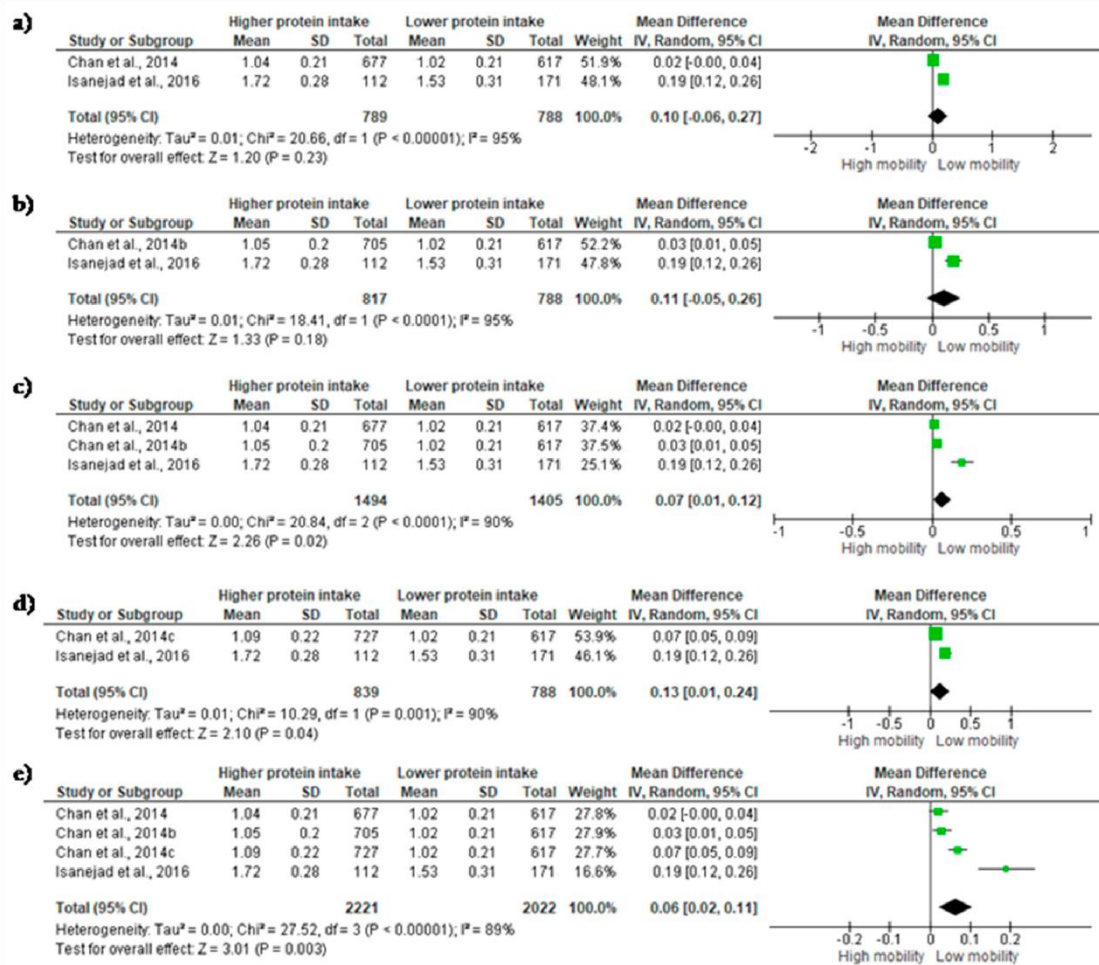 a)
Higher protein intake Lower protein intake Mean Difference Mean Difference
Study or Subgroup Mean SD Total Mean SD Total Weight IV, Random, 95% CI IV, Random, 95% CI
Chan et al., 2014 1.04 0.21 677 1.02 0.21 617 51.9% 0.02 [-0.00, 0.04]
Isanejad et al., 2016 1.72 0.28 112 1.53 0.31 171 48.1% 0.19 [0.12, 0.26]
Total (95% CI) 789 788 100.0% 0.10 [-0.06, 0.27]
Heterogeneity: Tau² = 0.01; Chi² = 20.66, df = 1 (P < 0.00001); I² = 95%
Test for overall effect: Z = 1.20 (P = 0.23)
-2 -1 0 1 2
High mobility Low mobility
b)
Higher protein intake Lower protein intake Mean Difference Mean Difference
Study or Subgroup Mean SD Total Mean SD Total Weight IV, Random, 95% CI IV, Random, 95% CI
Chan et al., 2014b 1.05 0.2 705 1.02 0.21 617 52.2% 0.03 [0.01, 0.05]
Isanejad et al., 2016 1.72 0.28 112 1.53 0.31 171 47.8% 0.19 [0.12, 0.26]
Total (95% CI) 817 788 100.0% 0.11 [-0.05, 0.26]
Heterogeneity: Tau² = 0.01; Chi² = 18.41, df = 1 (P < 0.0001); I² = 95%
Test for overall effect: Z = 1.33 (P = 0.18)
-1 -0.5 0 0.5 1
High mobility Low mobility
c)
Higher protein intake Lower protein intake Mean Difference Mean Difference
Study or Subgroup Mean SD Total Mean SD Total Weight IV, Random, 95% CI IV, Random, 95% CI
Chan et al., 2014 1.04 0.21 677 1.02 0.21 617 37.4% 0.02 [-0.00, 0.04]
Chan et al., 2014b 1.05 0.2 705 1.02 0.21 617 37.5% 0.03 [0.01, 0.05]
Isanejad et al., 2016 1.72 0.28 112 1.53 0.31 171 25.1% 0.19 [0.12, 0.26]
Total (95% CI) 1494 1405 100.0% 0.07 [0.01, 0.12]
Heterogeneity: Tau² = 0.00; Chi² = 20.84, df = 2 (P < 0.0001); I² = 90%
Test for overall effect: Z = 2.26 (P = 0.02)
-1 -0.5 0 0.5 1
High mobility Low mobility
d)
Higher protein intake Lower protein intake Mean Difference Mean Difference
Study or Subgroup Mean SD Total Mean SD Total Weight IV, Random, 95% CI IV, Random, 95% CI
Chan et al., 2014c 1.09 0.22 727 1.02 0.21 617 53.9% 0.07 [0.05, 0.09]
Isanejad et al., 2016 1.72 0.28 112 1.53 0.31 171 46.1% 0.19 [0.12, 0.26]
Total (95% CI) 839 788 100.0% 0.13 [0.01, 0.24]
Heterogeneity: Tau² = 0.01; Chi² = 10.29, df = 1 (P = 0.001); I² = 90%
Test for overall effect: Z = 2.10 (P = 0.04)
-1 -1 0 0 1
High mobility Low mobility
e)
Higher protein intake Lower protein intake Mean Difference Mean Difference
Study or Subgroup Mean SD Total Mean SD Total Weight IV, Random, 95% CI IV, Random, 95% CI
Chan et al., 2014 1.04 0.21 677 1.02 0.21 617 27.8% 0.02 [-0.00, 0.04]
Chan et al., 2014b 1.05 0.2 705 1.02 0.21 617 27.9% 0.03 [0.01, 0.05]
Chan et al., 2014c 1.09 0.22 727 1.02 0.21 617 27.7% 0.07 [0.05, 0.09]
Isanejad et al., 2016 1.72 0.28 112 1.53 0.31 171 16.6% 0.19 [0.12, 0.26]
Total (95% CI) 2221 2022 100.0% 0.06 [0.02, 0.11]
Heterogeneity: Tau² = 0.00; Chi² = 27.52, df = 3 (P < 0.00001); I² = 89%
Test for overall effect: Z = 3.01 (P = 0.003)
-0.2 -0.1 0 0.1 0.2
High mobility Low mobility